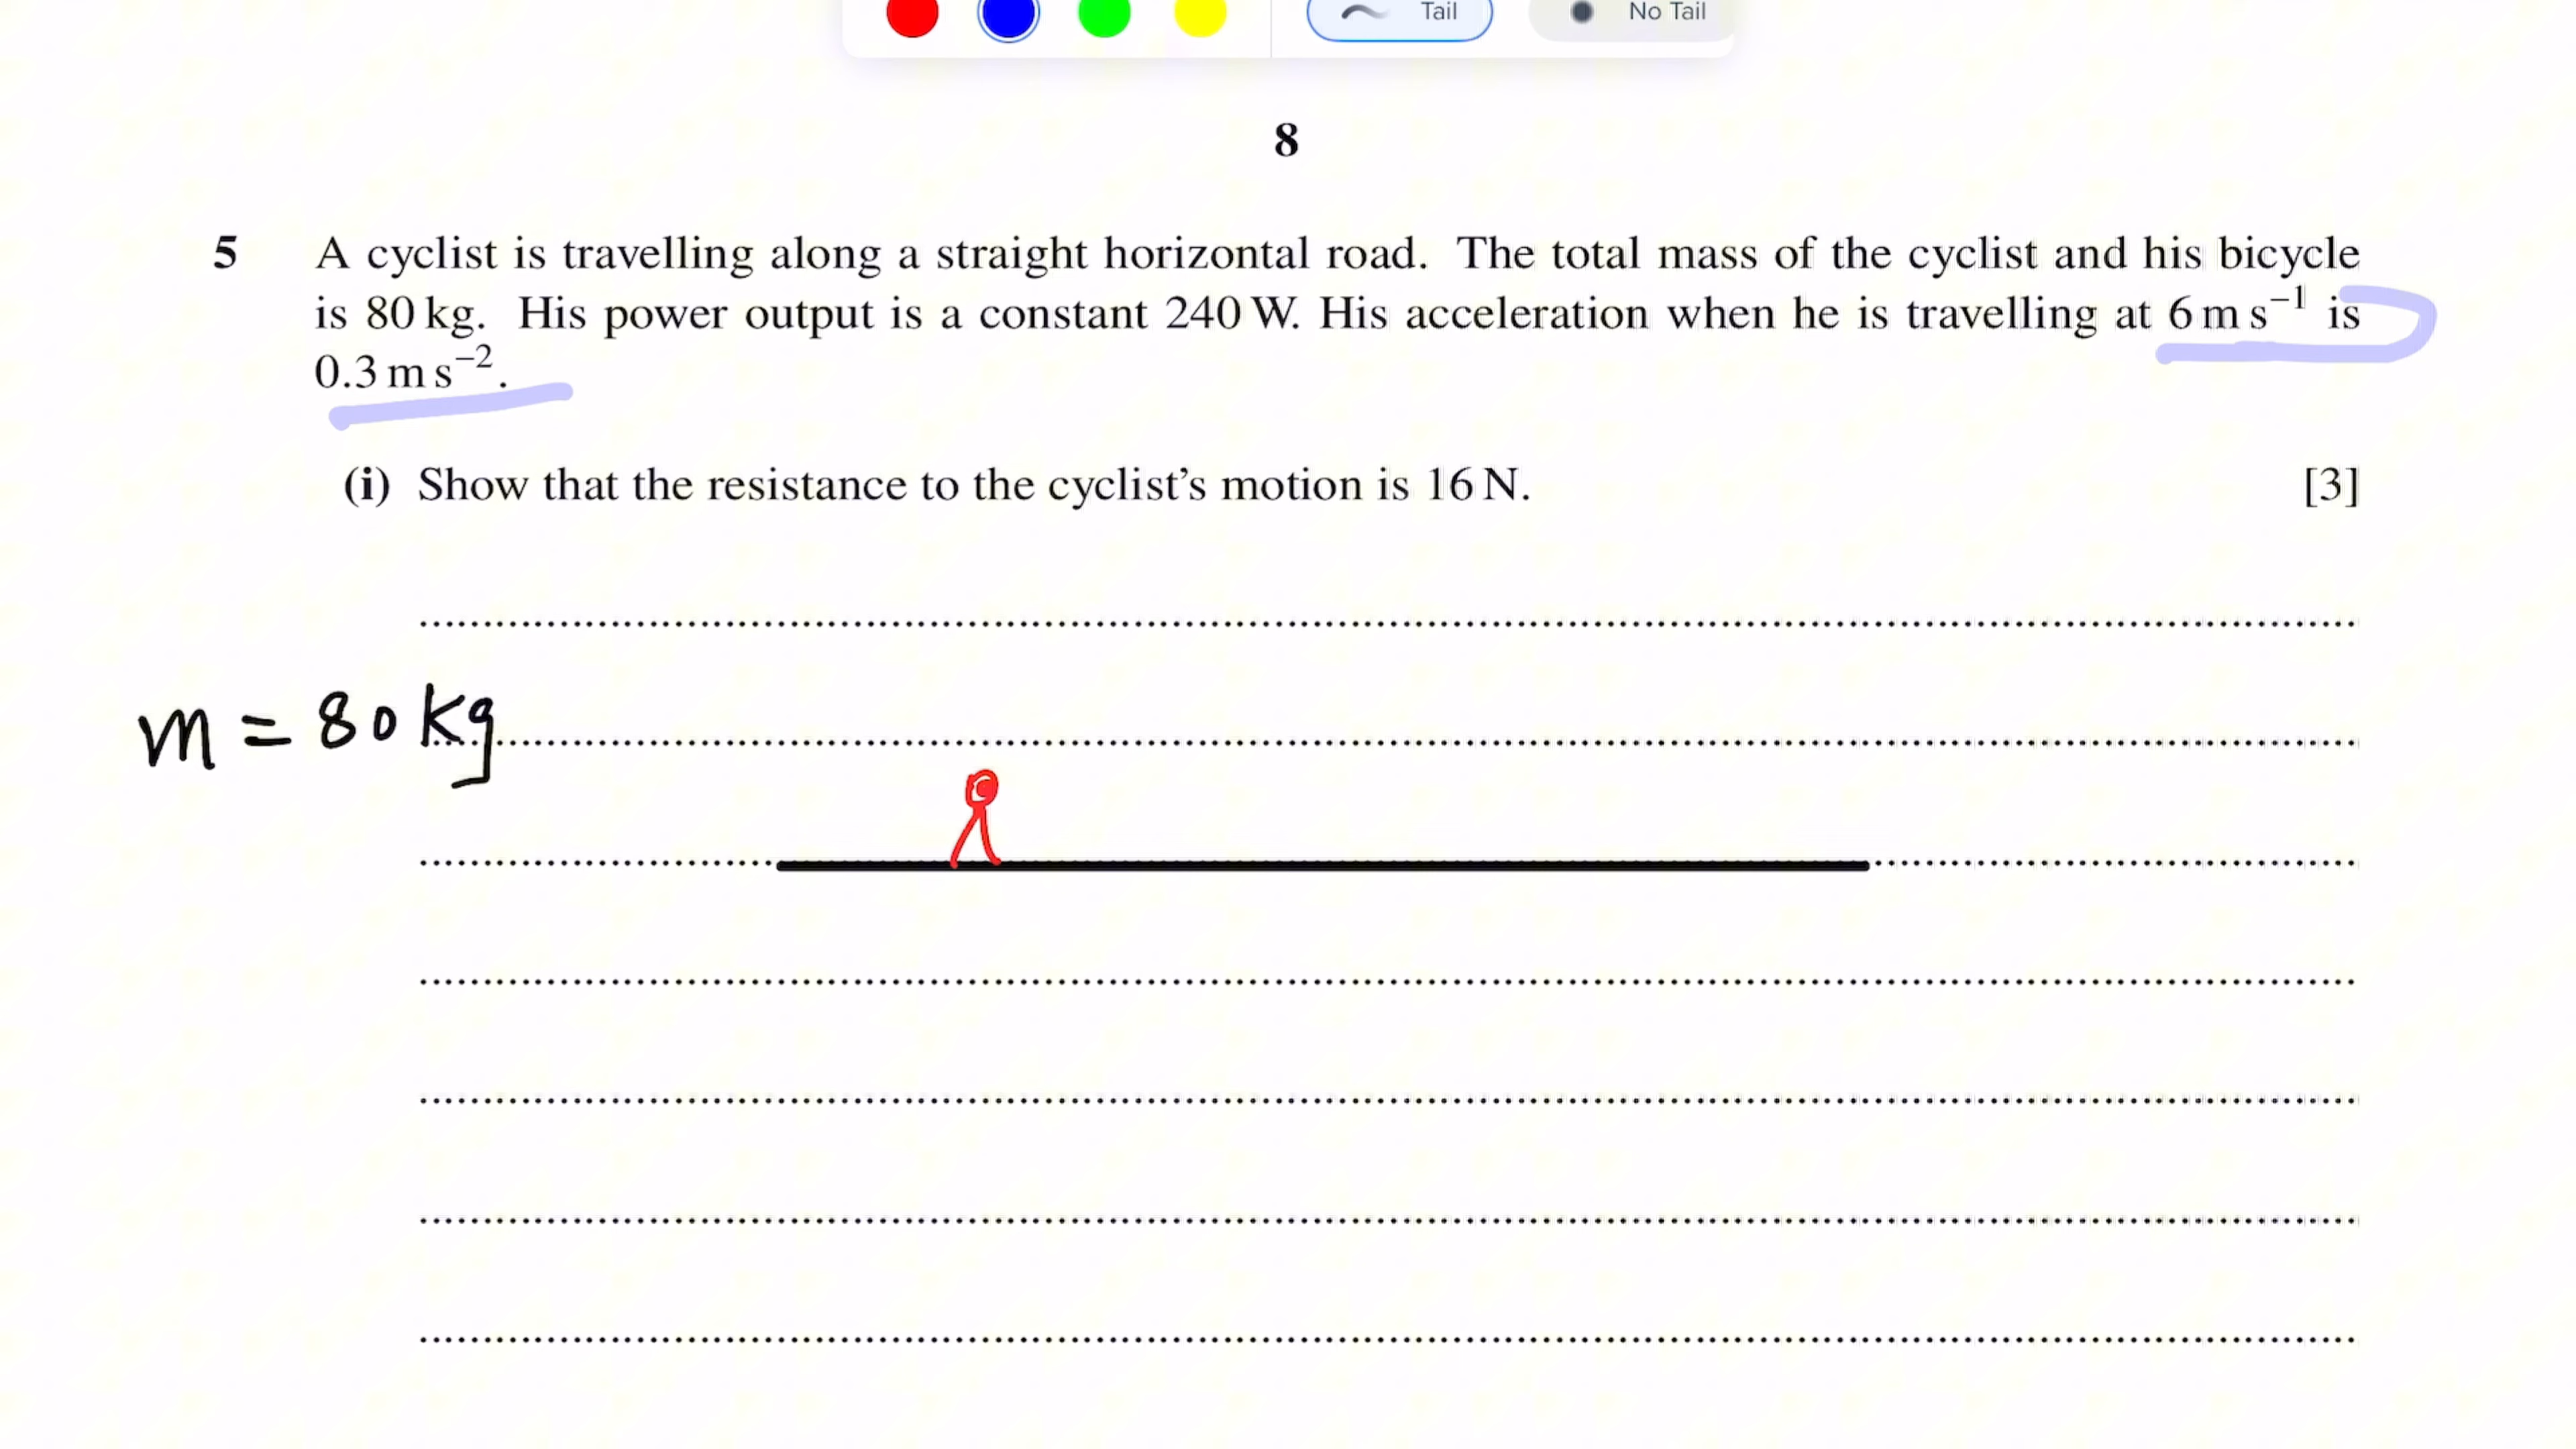 Tail No Tail
8
5 A cyclist is travelling along a straight horizontal road. The total mass of the cyclist and his bicycle
is 80 kg. His power output is a constant 240 W. His acceleration when he is travelling at 6 m s⁻¹ is
0.3 m s⁻².
(i) Show that the resistance to the cyclist’s motion is 16 N. [3]
m = 80 kg